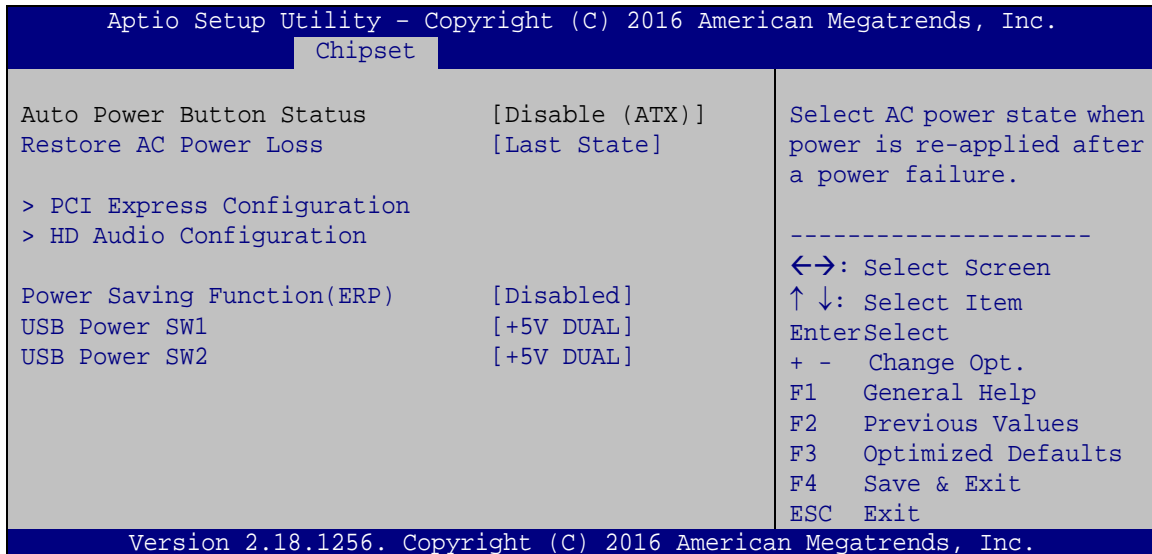 Aptio Setup Utility – Copyright (C) 2016 American Megatrends, Inc.
Chipset
Auto Power Button Status [Disable (ATX)]
Restore AC Power Loss [Last State]
> PCI Express Configuration
> HD Audio Configuration
Power Saving Function(ERP) [Disabled]
USB Power SW1 [+5V DUAL]
USB Power SW2 [+5V DUAL]
Select AC power state when
power is re-applied after
a power failure.
---------------------
←→: Select Screen
↑ ↓: Select Item
EnterSelect
+ - Change Opt.
F1 General Help
F2 Previous Values
F3 Optimized Defaults
F4 Save & Exit
ESC Exit
Version 2.18.1256. Copyright (C) 2016 American Megatrends, Inc.